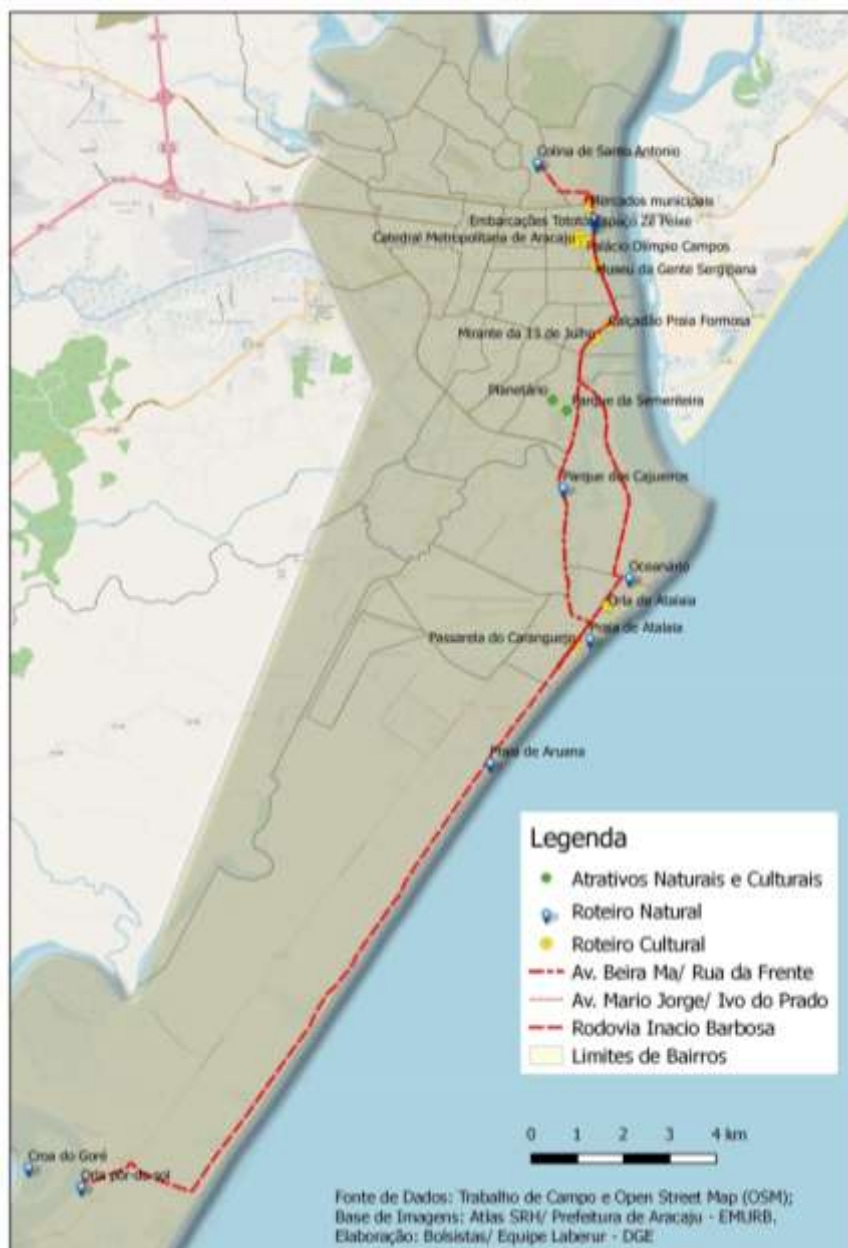 Colina de Santo Antonio
Mercados municipais
Embarcações Tototó
Espaço Zé Peixe
Catedral Metropolitana de Aracaju
Palácio Olímpio Campos
Museu da Gente Sergipana
Calçadão Praia Formosa
Mirante da 13 de Julho
Planetário
Parque da Sementeira
Parque dos Cajueiros
Oceanário
Orla de Atalaia
Praia de Atalaia
Passarela do Caranguejo
Praia de Aruana
Legenda
Atrativos Naturais e Culturais
Roteiro Natural
Roteiro Cultural
Av. Beira Ma/ Rua da Frente
Av. Mario Jorge/ Ivo do Prado
Rodovia Inacio Barbosa
Limites de Bairros
0 1 2 3 4 km
Croa do Goré
Orla pôr do sol
Fonte de Dados: Trabalho de Campo e Open Street Map (OSM);
Base de Imagens: Atlas SRH/ Prefeitura de Aracaju - EMURB.
Elaboração: Bolsistas/ Equipe Laberur - DGE